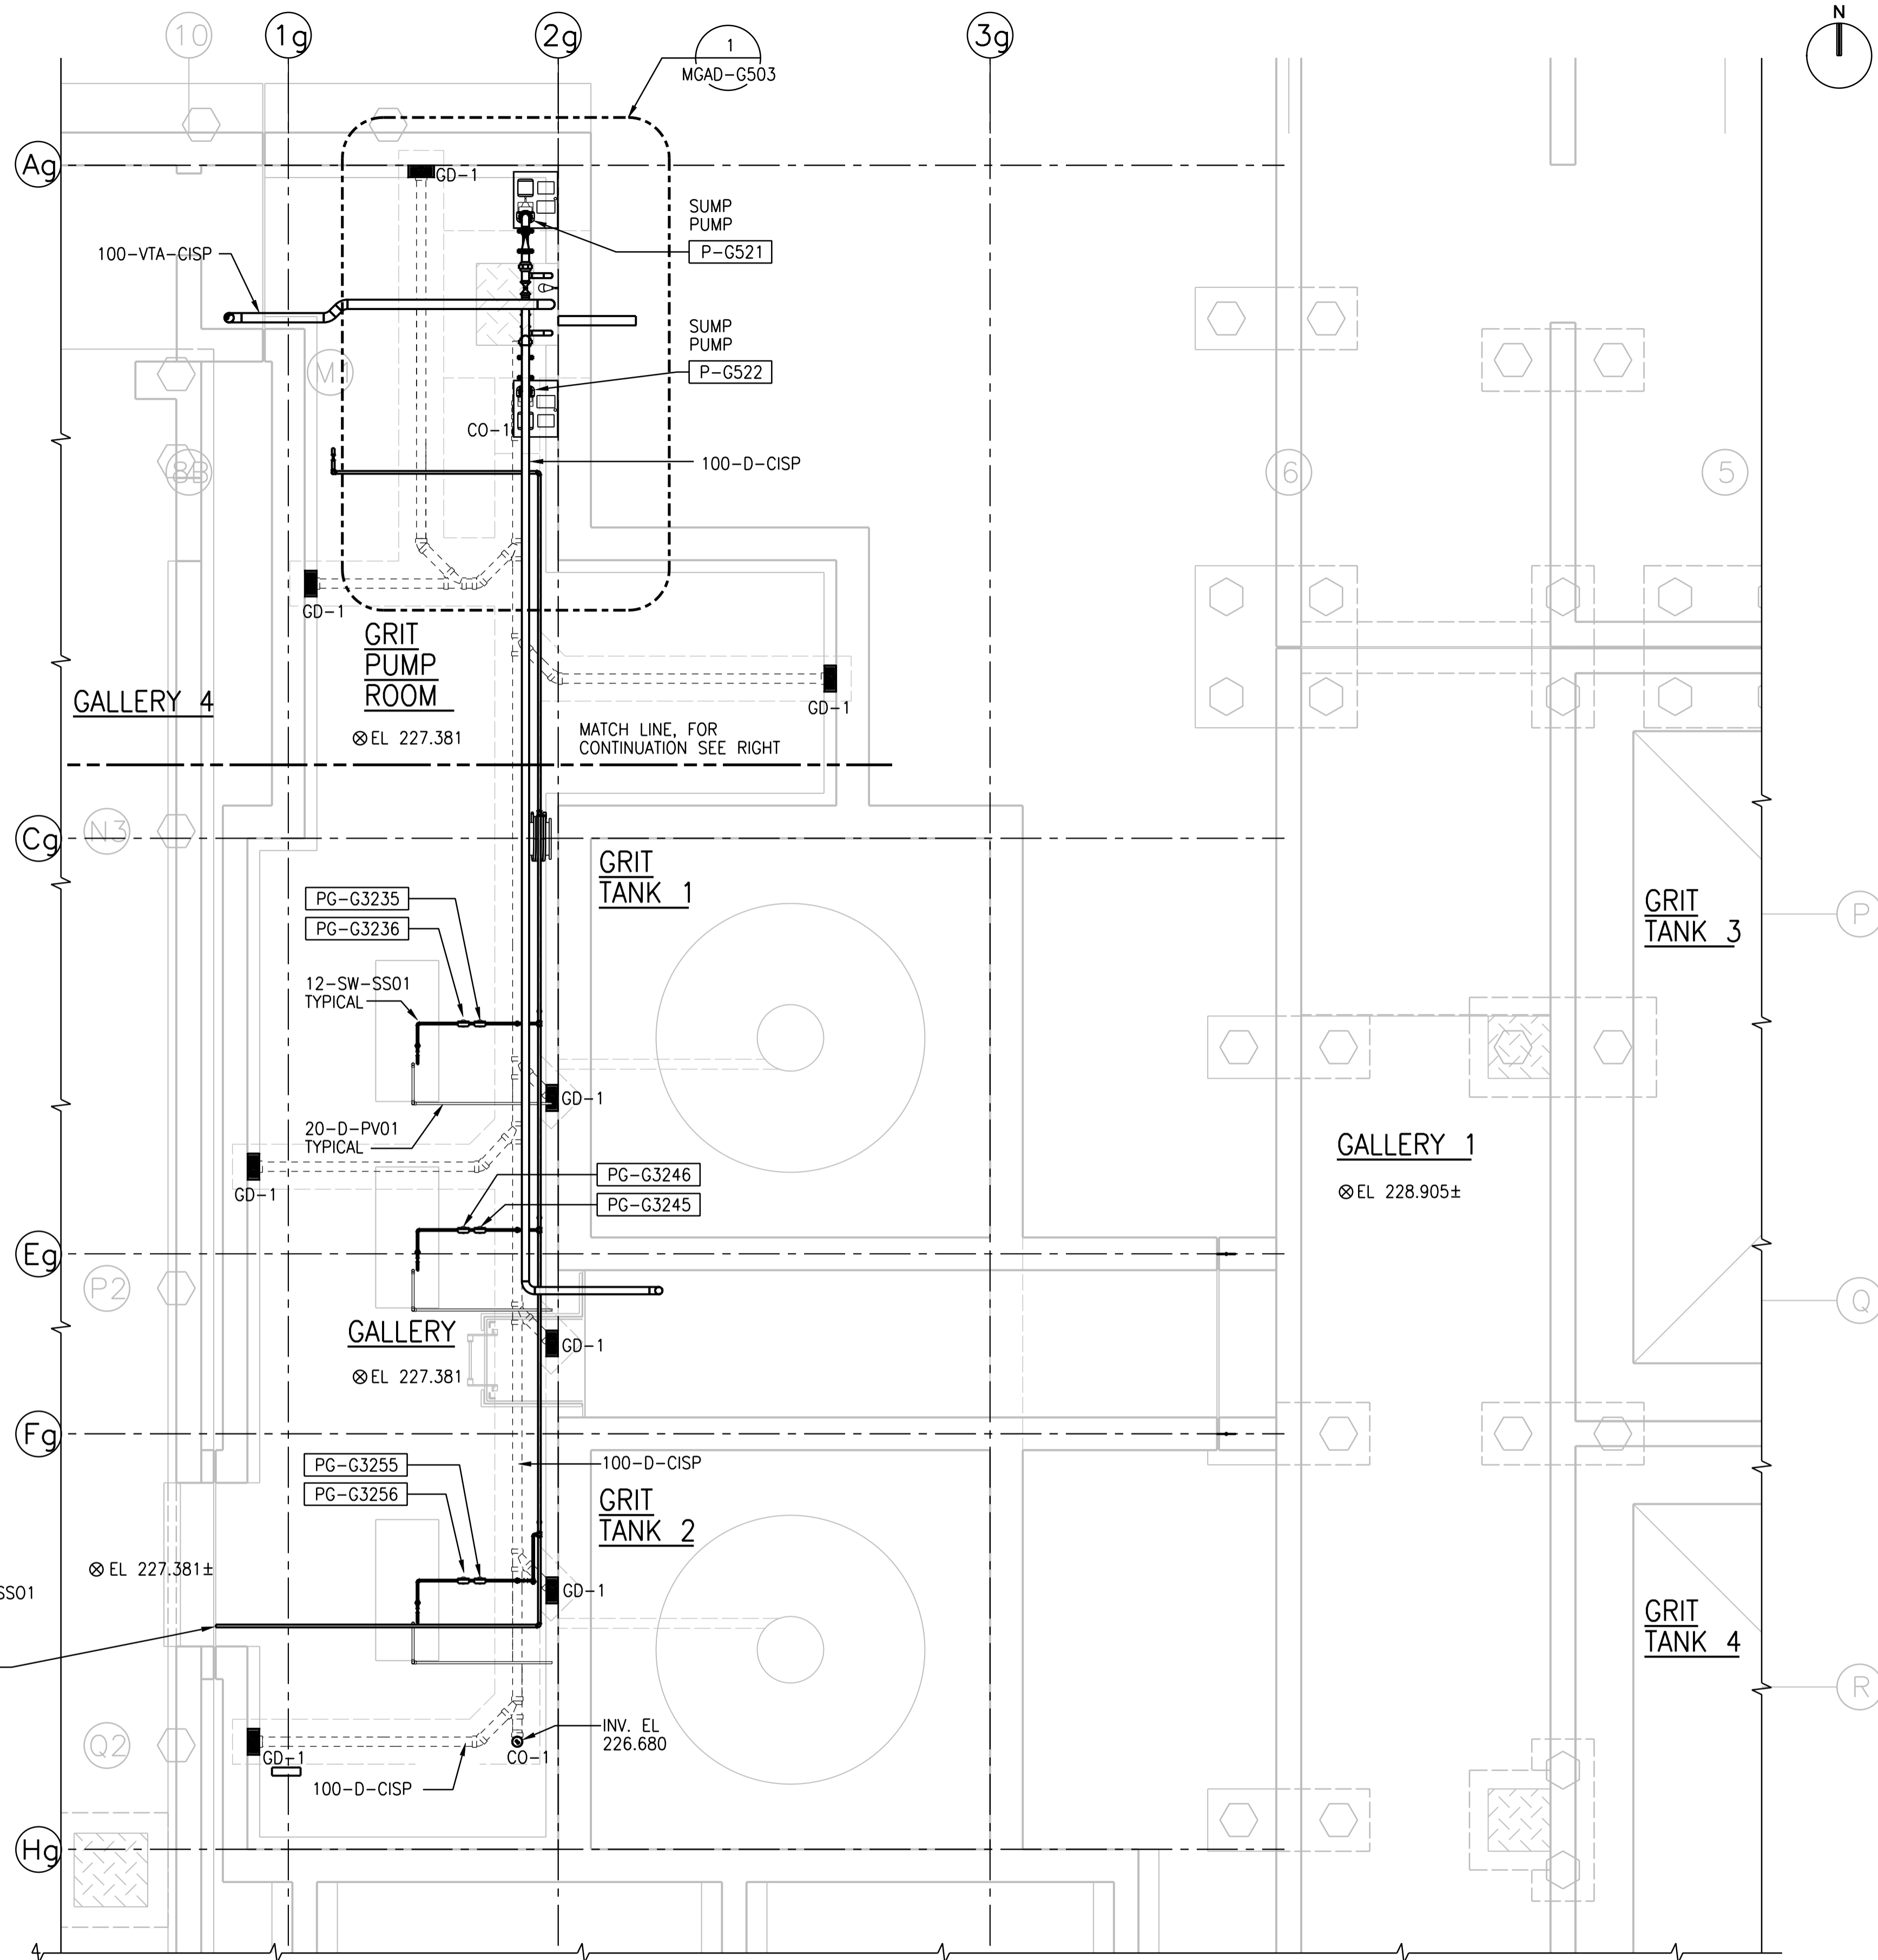 N
10
1g
2g
3g
1
MGAD-G503
Ag
GD-1
SUMP
PUMP
P-G521
100-VTA-CISP
SUMP
PUMP
P-G522
M1
CO-1
100-D-CISP
8B
6
5
GD-1
GRIT
PUMP
ROOM
GALLERY 4
GD-1
EL 227.381
MATCH LINE, FOR
CONTINUATION SEE RIGHT
N3
Cg
GRIT
TANK 1
PG-G3235
PG-G3236
GRIT
TANK 3
P
12-SW-SS01
TYPICAL
GD-1
20-D-PV01
TYPICAL
GALLERY 1
EL 228.905±
PG-G3246
PG-G3245
GD-1
Eg
P2
Q
GALLERY
GD-1
EL 227.381
Fg
PG-G3255
PG-G3256
100-D-CISP
GRIT
TANK 2
EL 227.381±
SS01
GD-1
GRIT
TANK 4
R
INV. EL
226.680
Q2
GD-1
CO-1
100-D-CISP
Hg
4